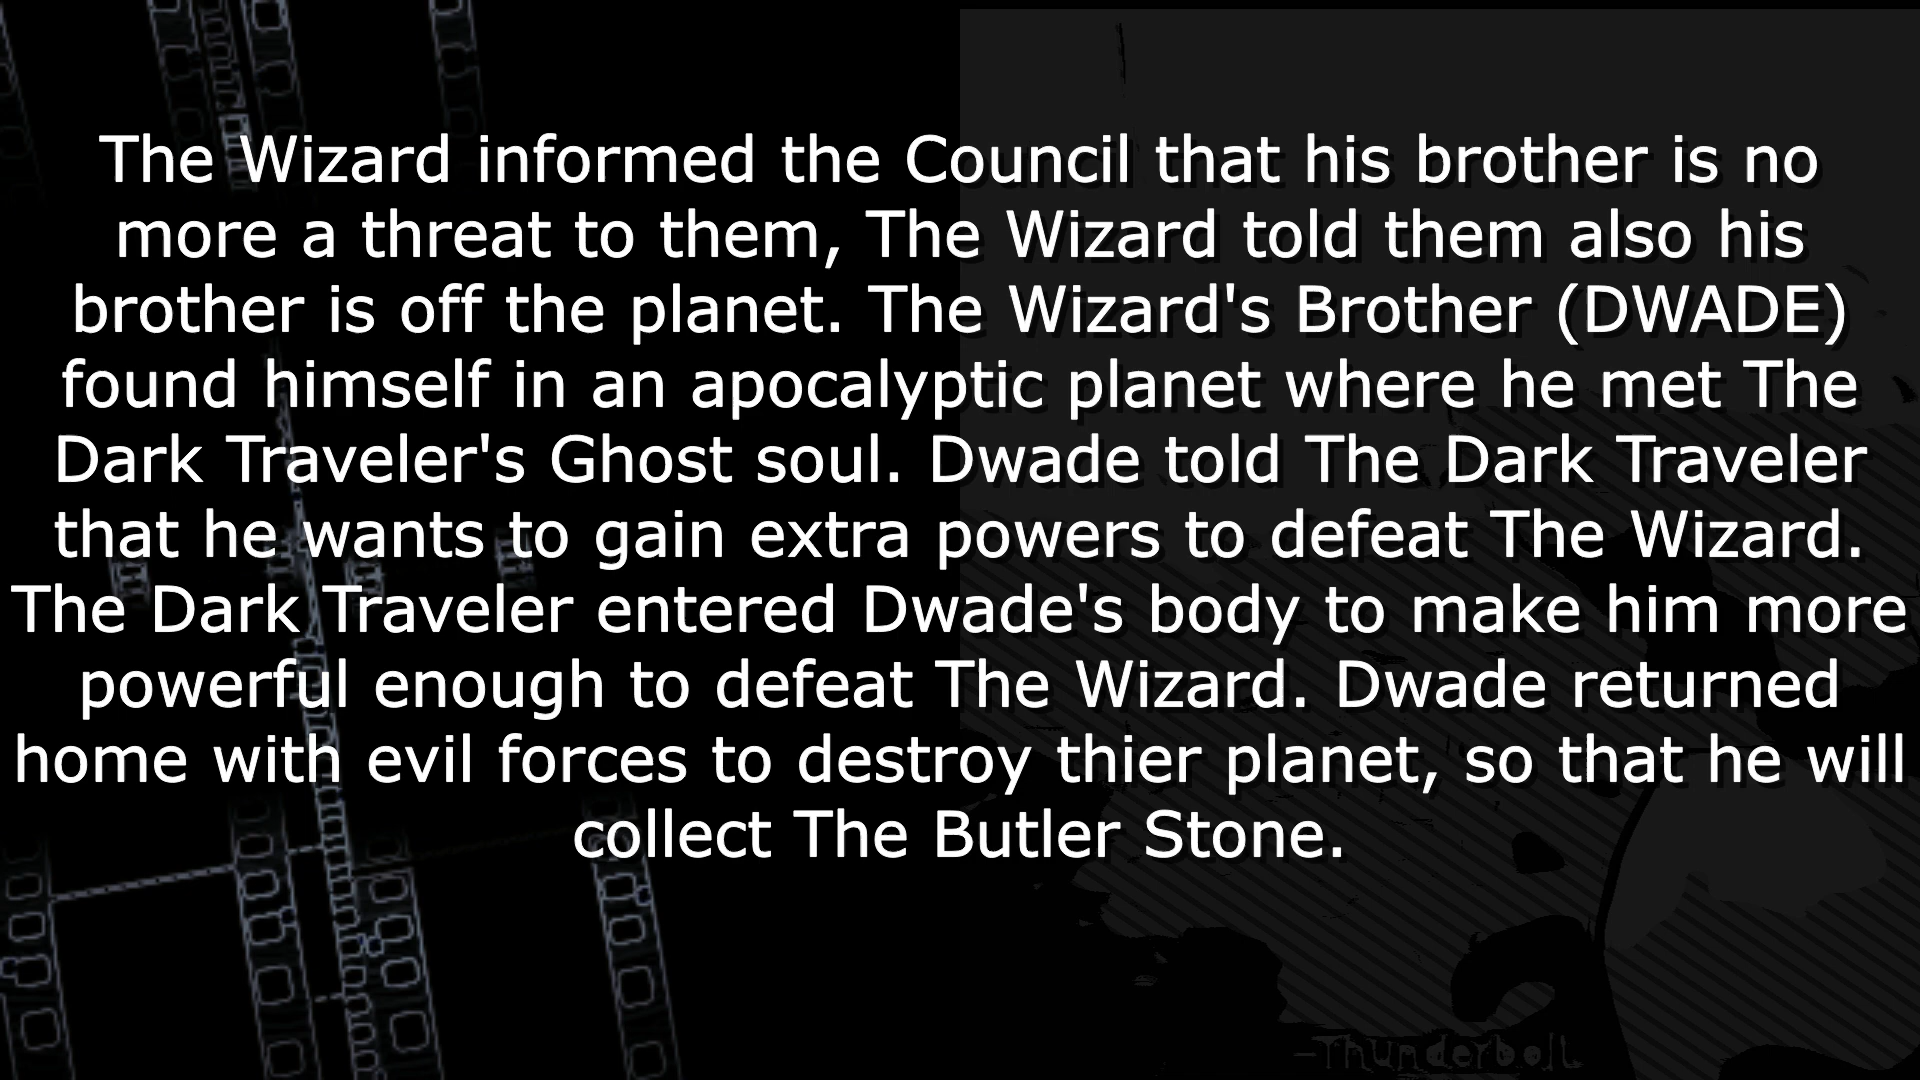 The Wizard informed the Council that his brother is no
more a threat to them, The Wizard told them also his
brother is off the planet. The Wizard's Brother (DWADE)
found himself in an apocalyptic planet where he met The
Dark Traveler's Ghost soul. Dwade told The Dark Traveler
that he wants to gain extra powers to defeat The Wizard.
The Dark Traveler entered Dwade's body to make him more
powerful enough to defeat The Wizard. Dwade returned
home with evil forces to destroy thier planet, so that he will
collect The Butler Stone.
-Thunderbolt